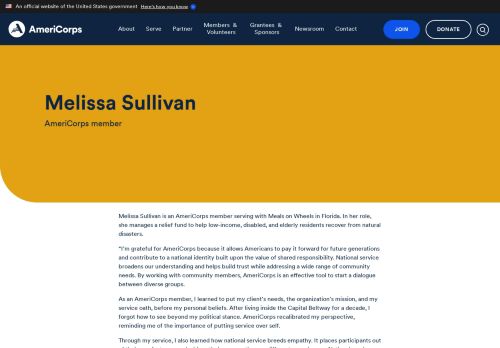 An official website of the United States government Here's how you know
AmeriCorps
About Serve Partner Members & Volunteers Grantees & Sponsors Newsroom Contact JOIN DONATE
Melissa Sullivan
AmeriCorps member
Melissa Sullivan is an AmeriCorps member serving with Meals on Wheels in Florida. In her role,
she manages a relief fund to help low-income, disabled, and elderly residents recover from natural
disasters.
"I'm grateful for AmeriCorps because it allows Americans to pay it forward for future generations
and contribute to a national identity built upon the value of shared responsibility. National service
broadens our understanding and helps build trust while addressing a wide range of community
needs. By working with community members, AmeriCorps is an effective tool to start a dialogue
between diverse groups.
As an AmeriCorps member, I learned to put my client's needs, the organization's mission, and my
service oath, before my personal beliefs. After living inside the Capital Beltway for a decade, I
forgot how to see beyond my political stance. AmeriCorps recalibrated my perspective,
reminding me of the importance of putting service over self.
Through my service, I also learned how national service breeds empathy. It places participants out